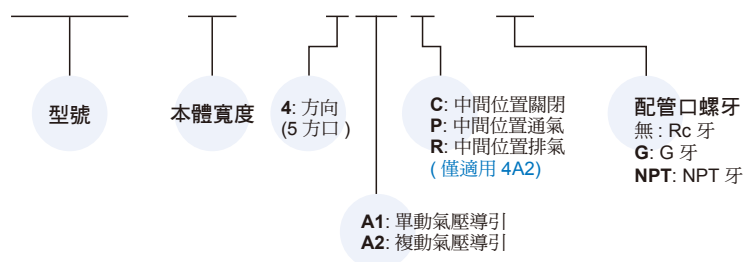 型號
本體寬度
4: 方向
(5 方口 )
C: 中間位置關閉
P: 中間位置通氣
R: 中間位置排氣
( 僅適用 4A2)
配管口螺牙
無 : Rc 牙
G: G 牙
NPT: NPT 牙
A1: 單動氣壓導引
A2: 複動氣壓導引